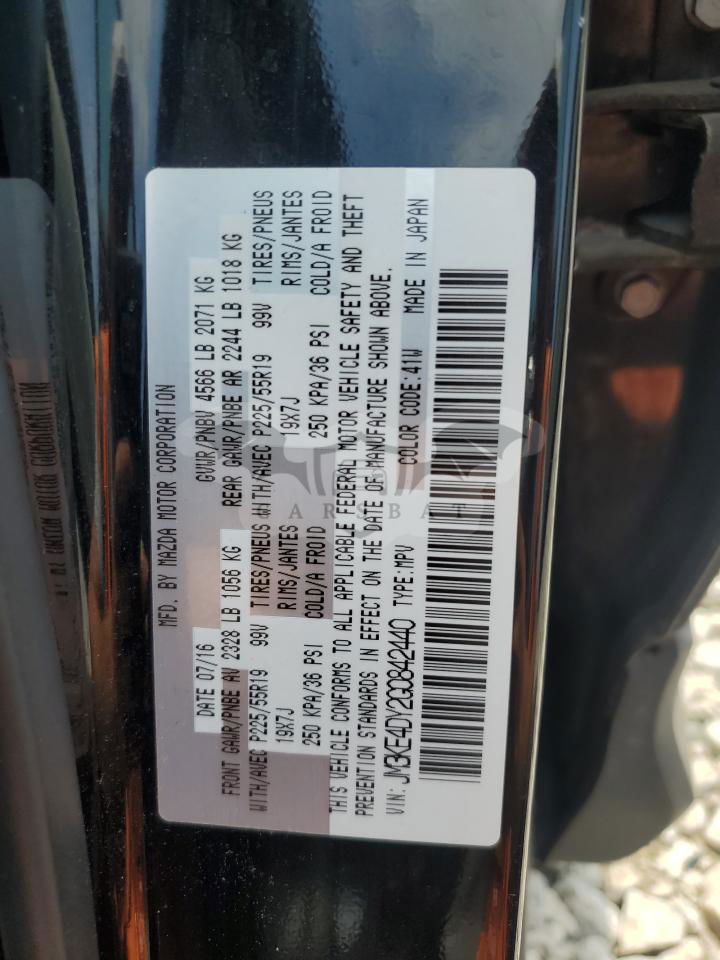 MFD. BY MAZDA MOTOR CORPORATION
DATE 07/16 GVWR/PNBV 4566 LB 2071 KG
FRONT GAWR/PNBE AV 2328 LB 1056 KG REAR GAWR/PNBE AR 2244 LB 1018 KG
WITH/AVEC P225/55R19 99V TIRES/PNEUS WITH/AVEC P225/55R19 99V TIRES/PNEUS
19X7J RIMS/JANTES 19X7J RIMS/JANTES
250 KPA/36 PSI COLD/A FROID 250 KPA/36 PSI COLD/A FROID
THIS VEHICLE CONFORMS TO ALL APPLICABLE FEDERAL MOTOR VEHICLE SAFETY AND THEFT
PREVENTION STANDARDS IN EFFECT ON THE DATE OF MANUFACTURE SHOWN ABOVE.
VIN: JM3KE4DY2G0842440 TYPE:MPV COLOR CODE:41W MADE IN JAPAN
CARSBAT